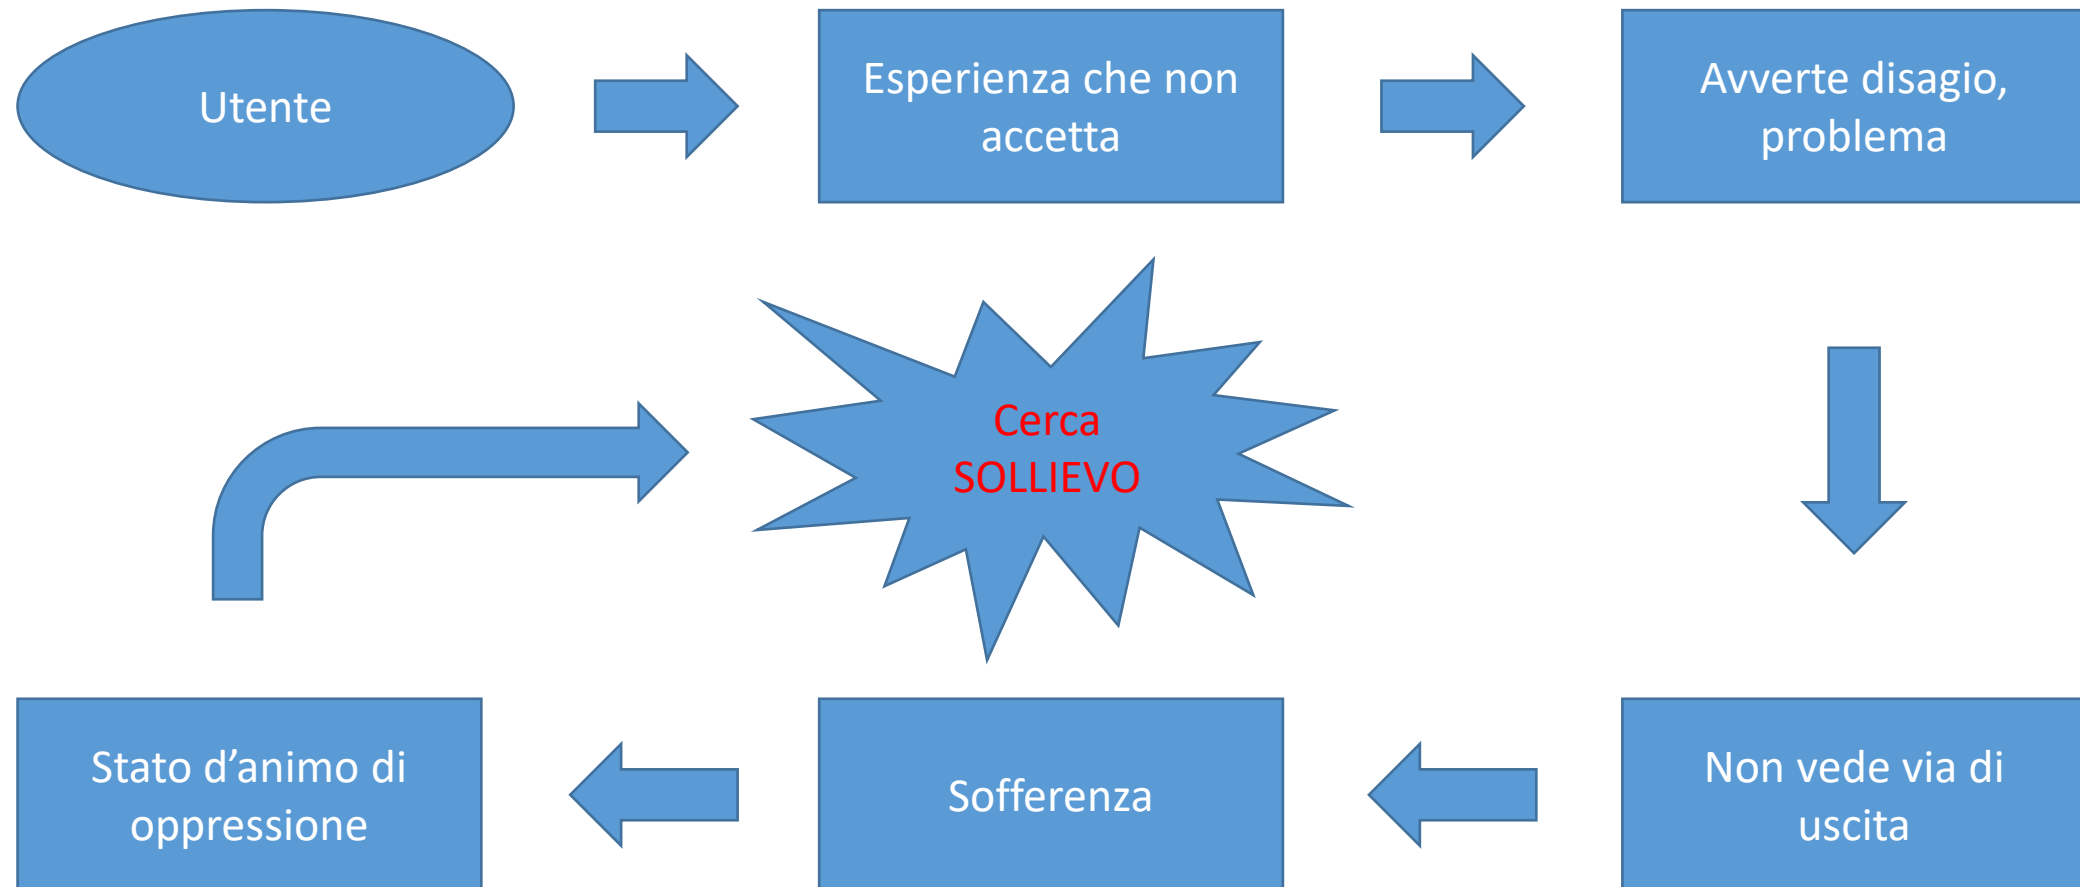 Utente
Esperienza che non
accetta
Avverte disagio,
problema
Cerca
SOLLIEVO
Stato d’animo di
oppressione
Sofferenza
Non vede via di
uscita